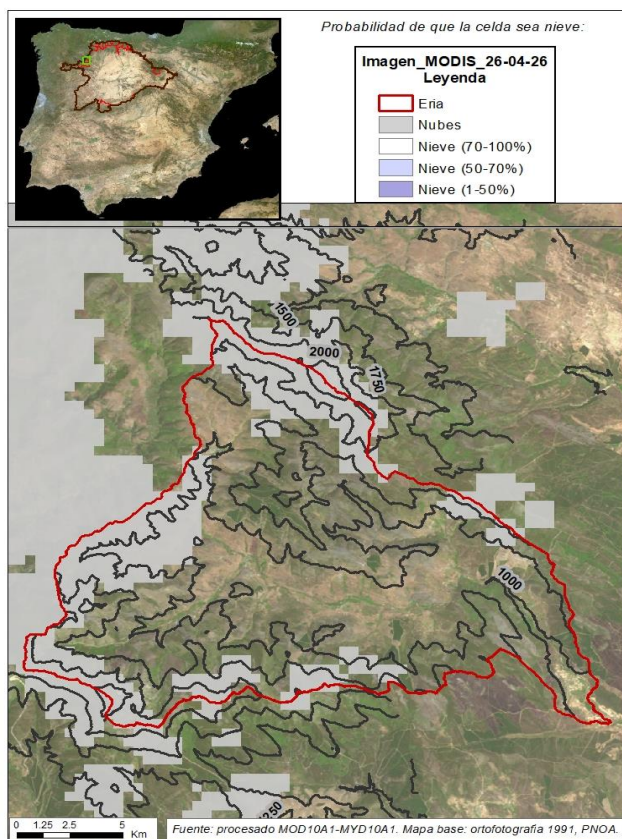 Probabilidad de que la celda sea nieve:
Imagen_MODIS_26-04-26
Leyenda
Eria
Nubes
Nieve (70-100%)
Nieve (50-70%)
Nieve (1-50%)
1500
2000
1750
1000
1250
0 1.25 2.5 5
Km
Fuente: procesado MOD10A1-MYD10A1. Mapa base: ortofotografia 1991, PNOA.